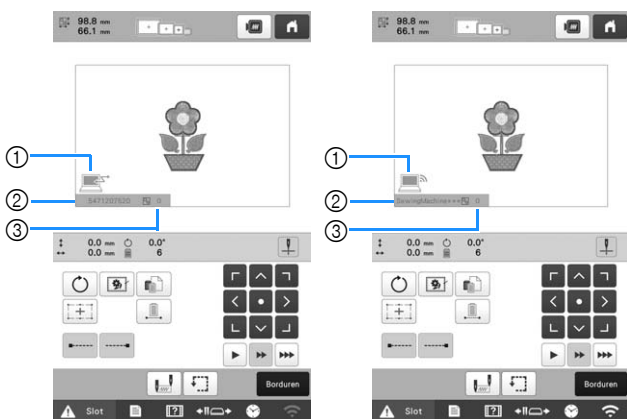 98.8 mm
66.1 mm
①
② 5471207520 0
③
0.0 mm 0.0°
0.0 mm 6
Borduren
Slot
98.8 mm
66.1 mm
①
② SewingMachine*** 0
③
0.0 mm 0.0°
0.0 mm 6
Borduren
Slot